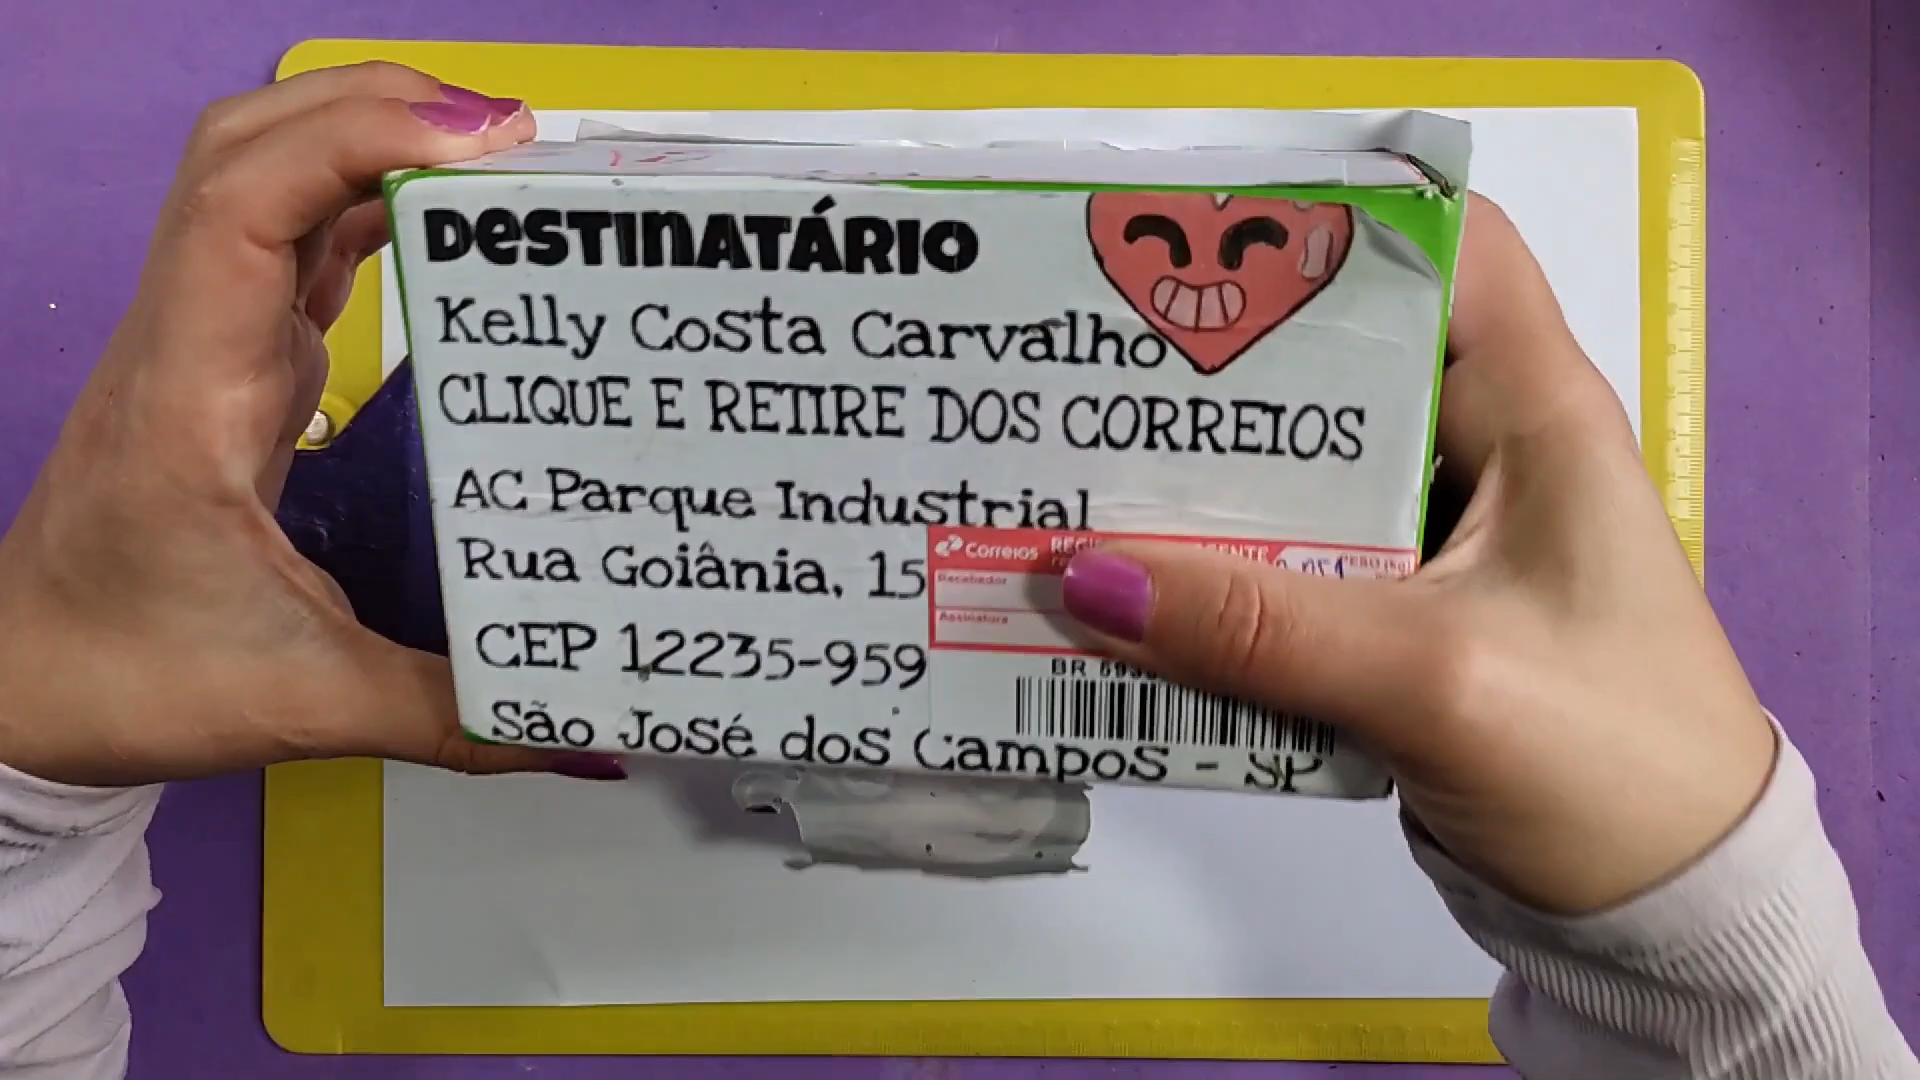 DESTINATÁRIO
Kelly Costa Carvalho
CLIQUE E RETIRE DOS CORREIOS
AC Parque Industrial
Rua Goiânia, 15
CEP 12235-959
São José dos Campos - SP
Correios
Recebedor
Assinatura
BR